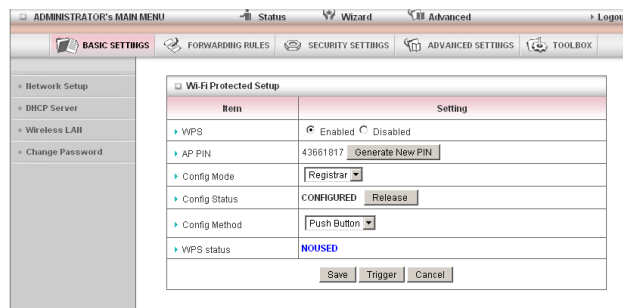 ADMINISTRATOR's MAIN MENU Status Wizard Advanced Logou
BASIC SETTINGS FORWARDING RULES SECURITY SETTINGS ADVANCED SETTINGS TOOLBOX
Network Setup
DHCP Server
Wireless LAN
Change Password
Wi-Fi Protected Setup
Item Setting
WPS Enabled Disabled
AP PIN 43661817 Generate New PIN
Config Mode Registrar
Config Status CONFIGURED Release
Config Method Push Button
WPS status NOUSED
Save Trigger Cancel